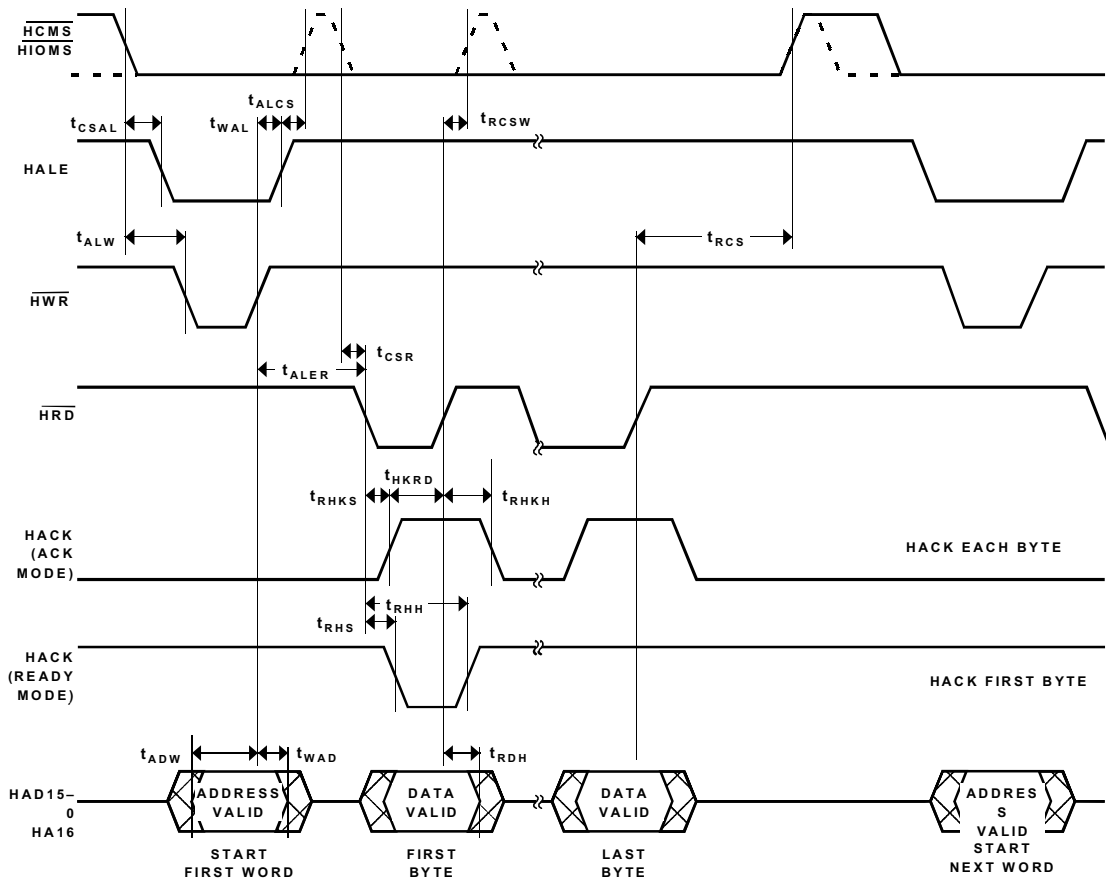 HCMS
HIOMS
tALCS
tCSAL
tWAL
tRCSW
HALE
tALW
tRCS
HWR
tCSR
tALER
HRD
tHKRD
tRHKS
tRHKH
HACK
(ACK
MODE)
HACK EACH BYTE
tRHH
tRHS
HACK
(READY
MODE)
HACK FIRST BYTE
tADW
tWAD
tRDH
HAD15–
0
HA16
ADDRESS
VALID
DATA
VALID
DATA
VALID
ADDRES
S
VALID
START
FIRST WORD
FIRST
BYTE
LAST
BYTE
START
NEXT WORD